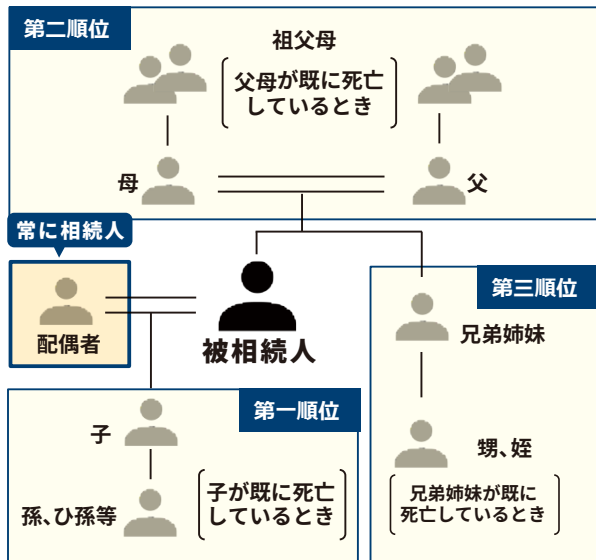 第二順位
祖父母
父母が既に死亡
しているとき
母
父
常に相続人
配偶者
被相続人
第三順位
兄弟姉妹
甥、姪
兄弟姉妹が既に
死亡しているとき
第一順位
子
孫、ひ孫等
子が既に死亡
しているとき